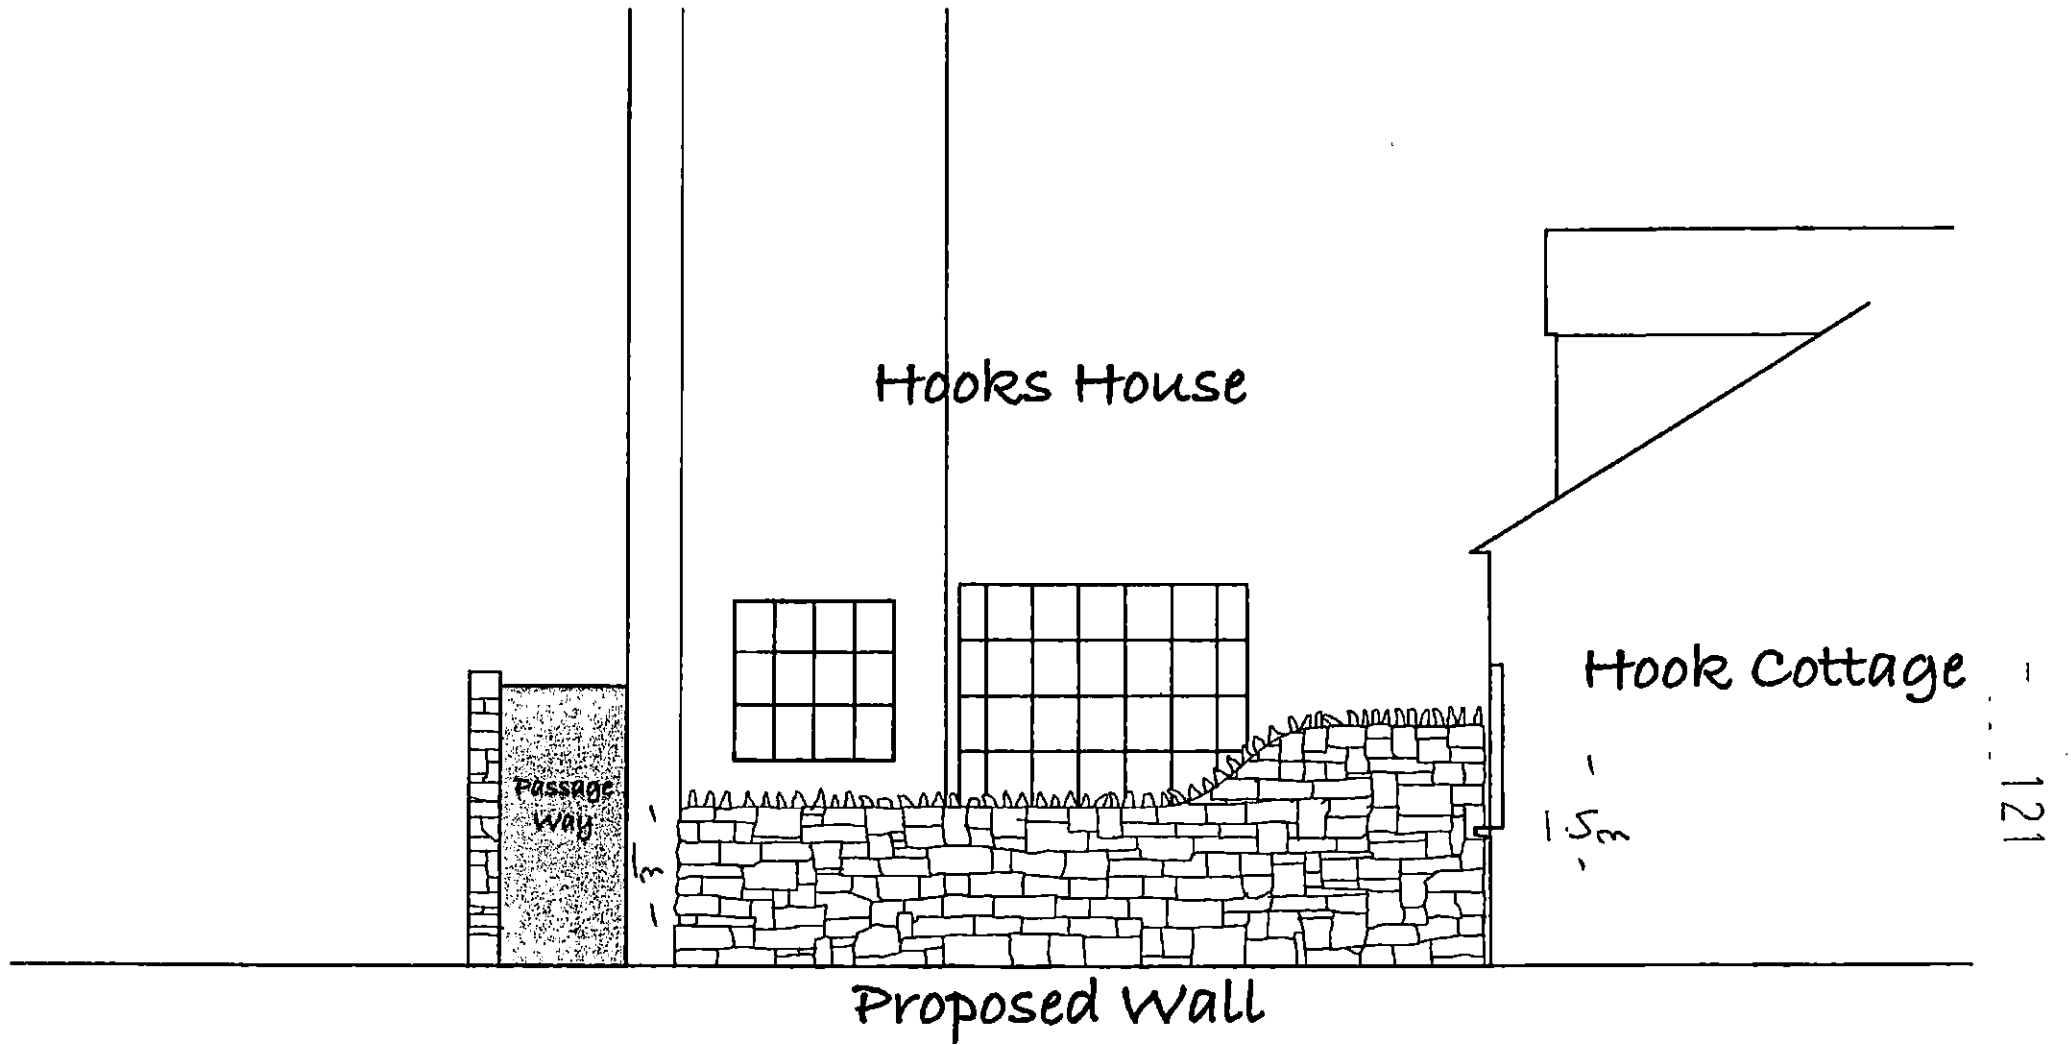 Hooks House
Hook Cottage
Passage
Way
1m
1.5m
121
Proposed Wall